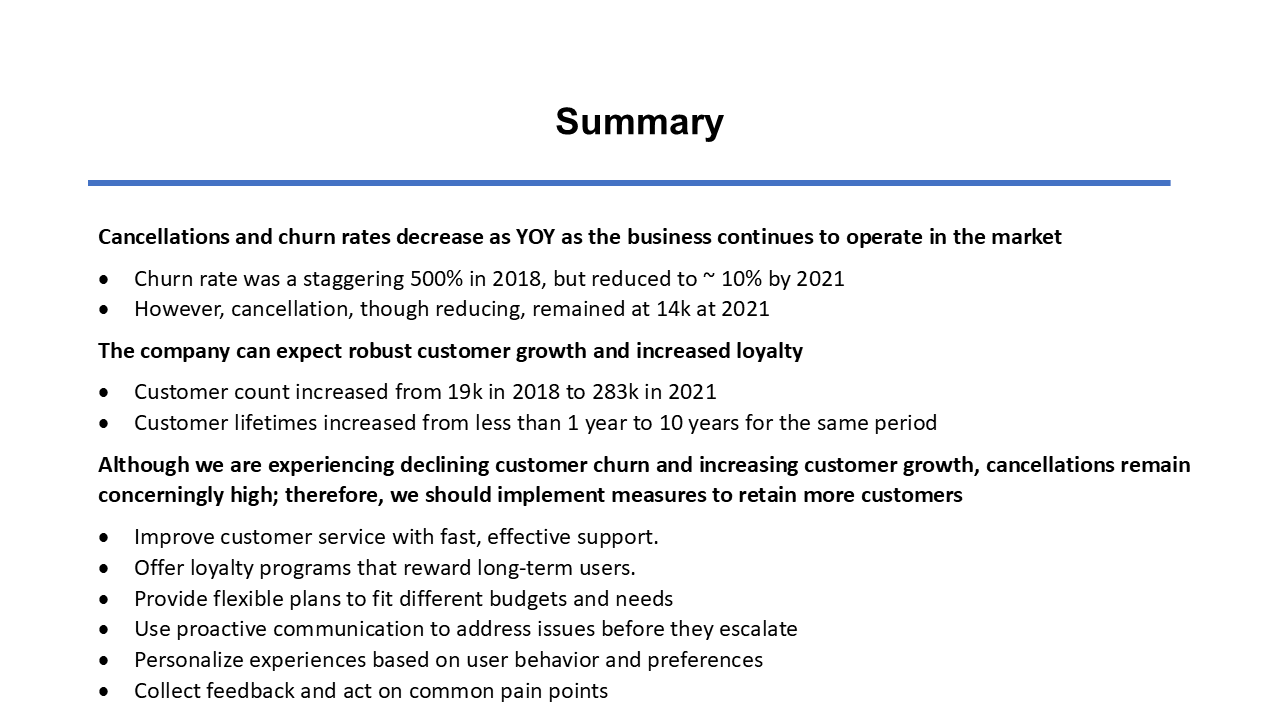 Summary
Cancellations and churn rates decrease as YOY as the business continues to operate in the market
• Churn rate was a staggering 500% in 2018, but reduced to ~ 10% by 2021
• However, cancellation, though reducing, remained at 14k at 2021
The company can expect robust customer growth and increased loyalty
• Customer count increased from 19k in 2018 to 283k in 2021
• Customer lifetimes increased from less than 1 year to 10 years for the same period
Although we are experiencing declining customer churn and increasing customer growth, cancellations remain
concerningly high; therefore, we should implement measures to retain more customers
• Improve customer service with fast, effective support.
• Offer loyalty programs that reward long-term users.
• Provide flexible plans to fit different budgets and needs
• Use proactive communication to address issues before they escalate
• Personalize experiences based on user behavior and preferences
• Collect feedback and act on common pain points